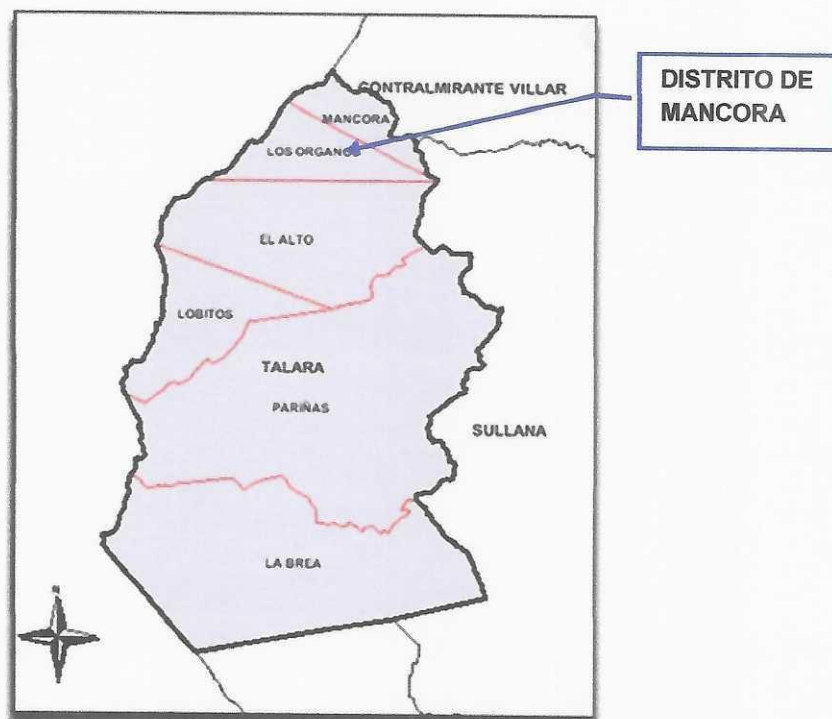 CONTRALMIRANTE VILLAR
DISTRITO DE
MANCORA
MANCORA
LOS ORGANOS
EL ALTO
LOBITOS
TALARA
PARIÑAS
SULLANA
LA BREA
N